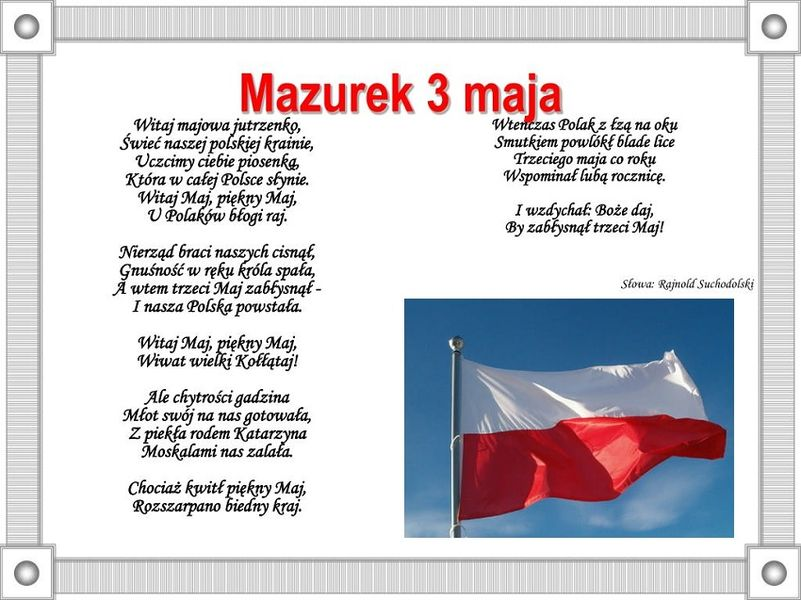 Mazurek 3 maja
Witaj majowa jutrzenko,
Świeć naszej polskiej krainie,
Uczcimy ciebie piosenką,
Która w całej Polsce słynie.
Witaj Maj, piękny Maj,
U Polaków błogi raj.
Nierząd braci naszych cisnął,
Gnuśność w ręku króla spała,
A wtem trzeci Maj zabłysnął -
I nasza Polska powstała.
Witaj Maj, piękny Maj,
Wiwat wielki Kołłątaj!
Ale chytrości gadzina
Młot swój na nas gotowała,
Z piekła rodem Katarzyna
Moskalami nas zalała.
Chociaż kwitł piękny Maj,
Rozszarpano biedny kraj.
Wtenczas Polak z łzą na oku
Smutkiem powlókł blade lice
Trzeciego maja co roku
Wspominał lubą rocznicę.
I wzdychał: Boże daj,
By zabłysnął trzeci Maj!
Słowa: Rajnold Suchodolski